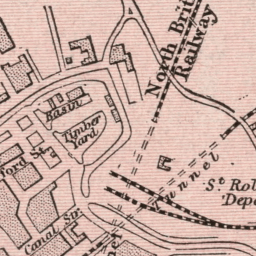 North Brit
Railway
Basin
Timber
Yard
ford St.
Tunnel
St. Rol
Depo
Canal St.